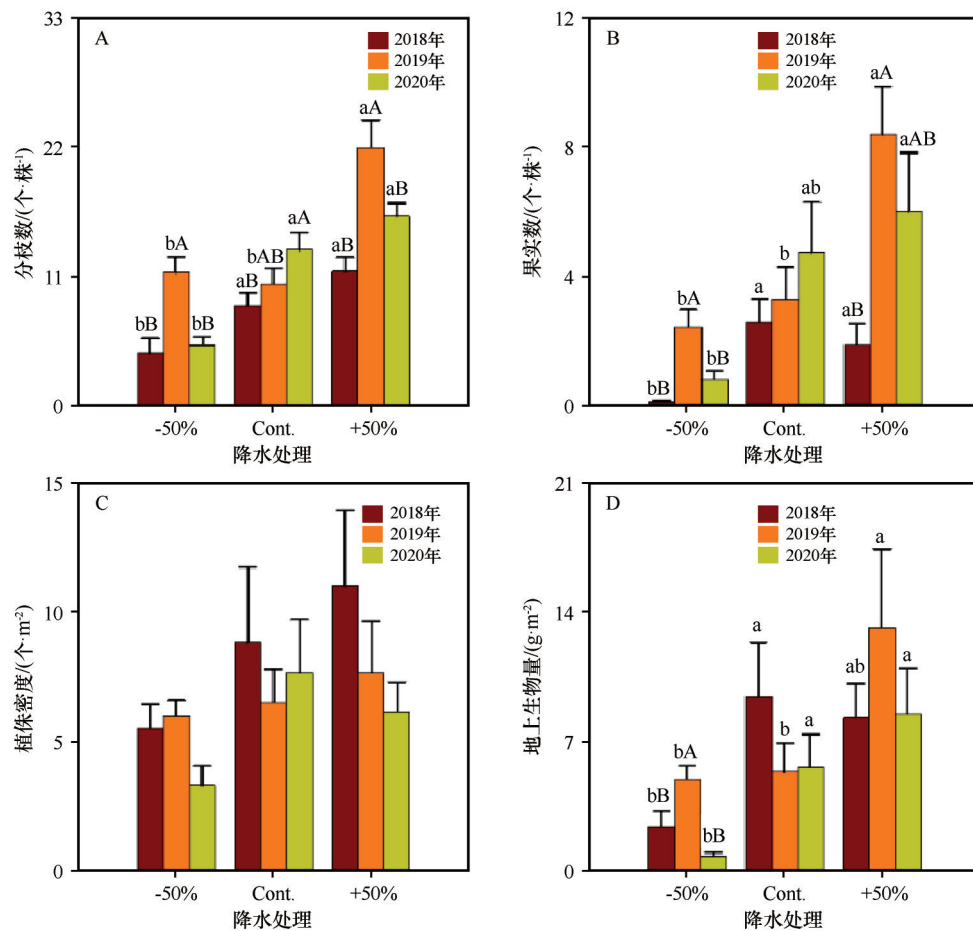 A
2018年
2019年
2020年
分枝数/(个·株⁻¹)
33
22
11
0
bB
bA
bB
aB
bAB
aA
aB
aA
aB
-50%
Cont.
+50%
降水处理
B
2018年
2019年
2020年
果实数/(个·株⁻¹)
12
8
4
0
bB
bA
bB
a
b
ab
aB
aA
aAB
-50%
Cont.
+50%
降水处理
C
2018年
2019年
2020年
植侏密度/(个·m⁻²)
15
10
5
0
-50%
Cont.
+50%
降水处理
D
2018年
2019年
2020年
地上生物量/(g·m⁻²)
21
14
7
0
bB
bA
bB
a
b
a
ab
a
a
-50%
Cont.
+50%
降水处理